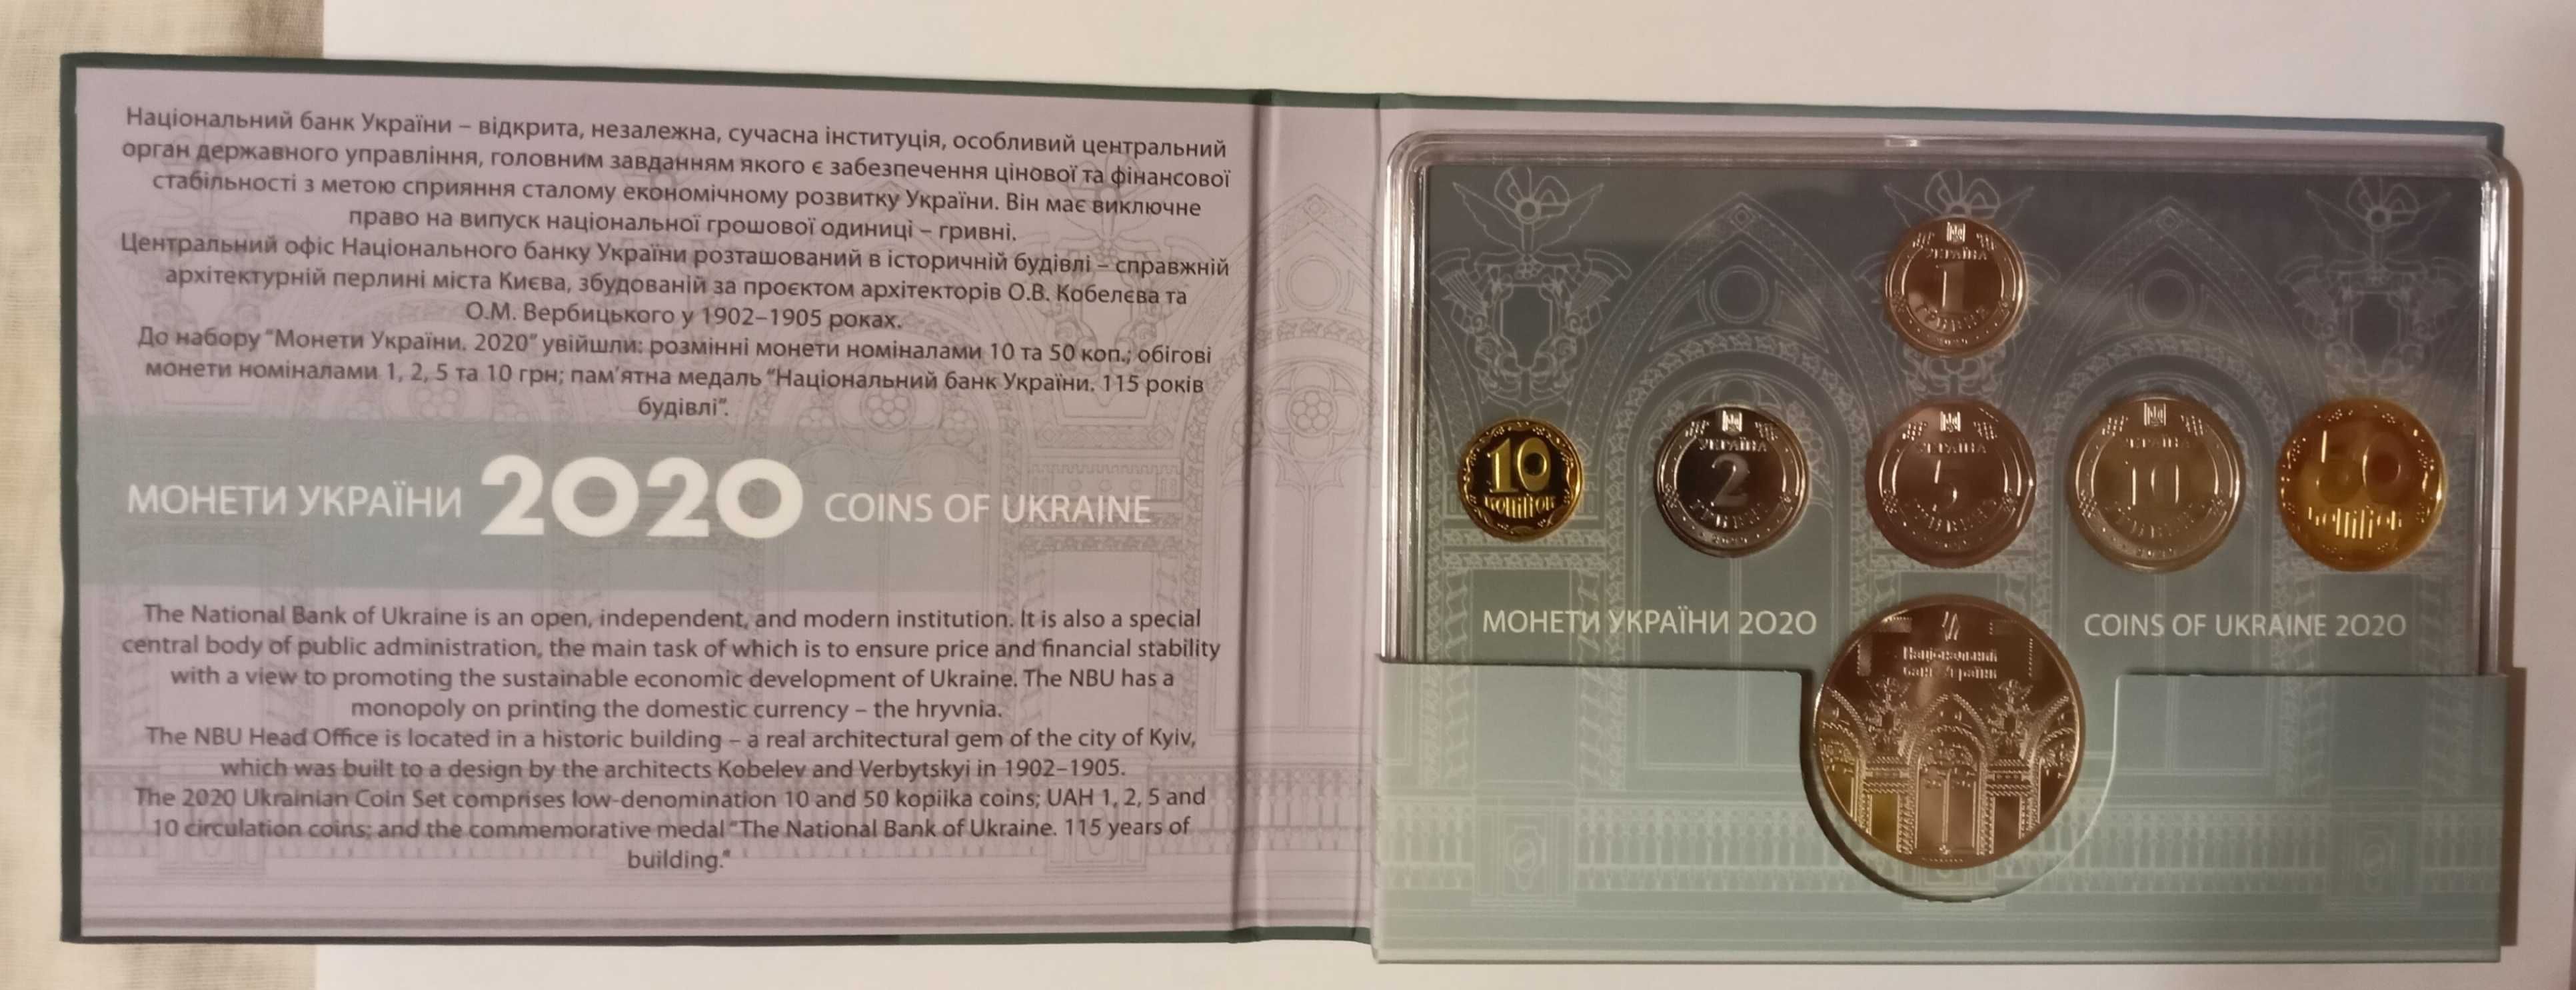 Національний банк України – відкрита, незалежна, сучасна інституція, особливий центральний
орган державного управління, головним завданням якого є забезпечення цінової та фінансової
стабільності з метою сприяння сталому економічному розвитку України. Він має виключне
право на випуск національної грошової одиниці – гривні.
Центральний офіс Національного банку України розташований в історичній будівлі – справжній
архітектурній перлині міста Києва, збудованій за проєктом архітекторів О.В. Кобелєва та
О.М. Вербицького у 1902–1905 роках.
До набору "Монети України. 2020" увійшли: розмінні монети номіналами 10 та 50 коп.; обігові
монети номіналами 1, 2, 5 та 10 грн; пам'ятна медаль "Національний банк України. 115 років
будівлі".
МОНЕТИ УКРАЇНИ 2020 COINS OF UKRAINE
The National Bank of Ukraine is an open, independent, and modern institution. It is also a special
central body of public administration, the main task of which is to ensure price and financial stability
with a view to promoting the sustainable economic development of Ukraine. The NBU has a
monopoly on printing the domestic currency – the hryvnia.
The NBU Head Office is located in a historic building – a real architectural gem of the city of Kyiv,
which was built to a design by the architects Kobelev and Verbytskyi in 1902–1905.
The 2020 Ukrainian Coin Set comprises low-denomination 10 and 50 kopiika coins; UAH 1, 2, 5 and
10 circulation coins; and the commemorative medal "The National Bank of Ukraine. 115 years of
building."
УКРАЇНА
1
ГРИВНЯ
10
копійок
УКРАЇНА
2
ГРИВНІ
УКРАЇНА
5
ГРИВЕНЬ
УКРАЇНА
10
ГРИВЕНЬ
50
копійок
МОНЕТИ УКРАЇНИ 2020
COINS OF UKRAINE 2020
Національний
банк України